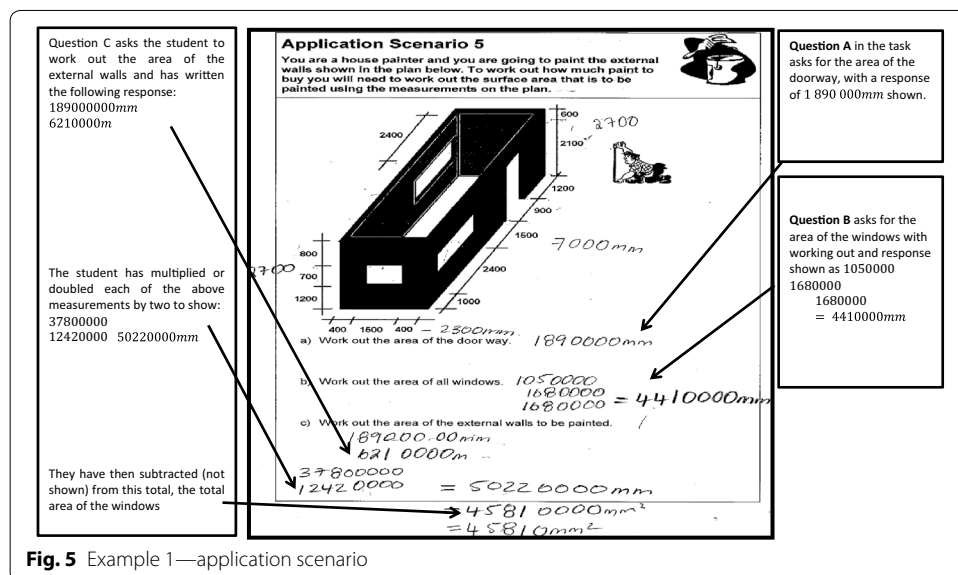 Question C asks the student to
work out the area of the
external walls and has written
the following response:
189000000mm
6210000m
The student has multiplied or
doubled each of the above
measurements by two to show:
37800000
12420000 50220000mm
They have then subtracted (not
shown) from this total, the total
area of the windows
Application Scenario 5
You are a house painter and you are going to paint the external
walls shown in the plan below. To work out how much paint to
buy you will need to work out the surface area that is to be
painted using the measurements on the plan.
2400
600
2700
2100
1200
900
1500
7000mm
2400
1000
800
2700
700
1200
400 1500 400 - 2300mm
a) Work out the area of the door way. 1890000mm
b) Work out the area of all windows. 1050000
1680000
1680000 = 4410000mm
c) Work out the area of the external walls to be painted.
189000.00mm
6210000m
37800000
12420000 = 50220000mm
=45810000mm²
=45810mm²
Question A in the task
asks for the area of the
doorway, with a response
of 1 890 000mm shown.
Question B asks for the
area of the windows with
working out and response
shown as 1050000
1680000
1680000
= 4410000mm
Fig. 5 Example 1—application scenario